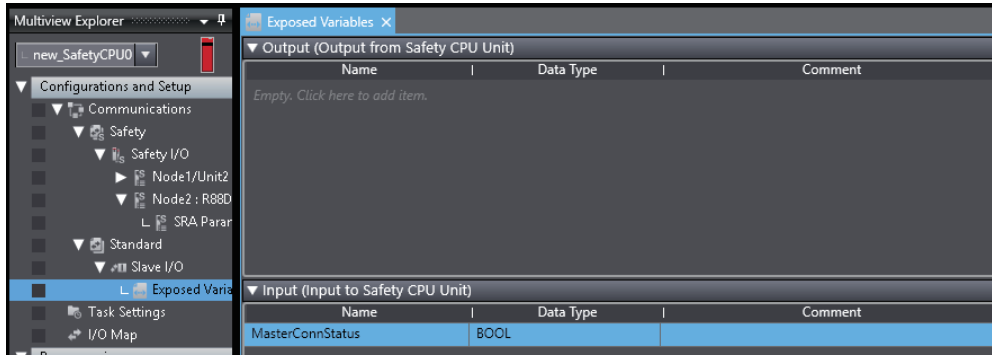 Multiview Explorer
new_SafetyCPU0
Configurations and Setup
Communications
Safety
Safety I/O
Node1/Unit2
Node2 : R88D
SRA Parar
Standard
Slave I/O
Exposed Varia
Task Settings
I/O Map
Exposed Variables
Output (Output from Safety CPU Unit)
Name | Data Type | Comment
Empty. Click here to add item.
Input (Input to Safety CPU Unit)
Name | Data Type | Comment
MasterConnStatus BOOL